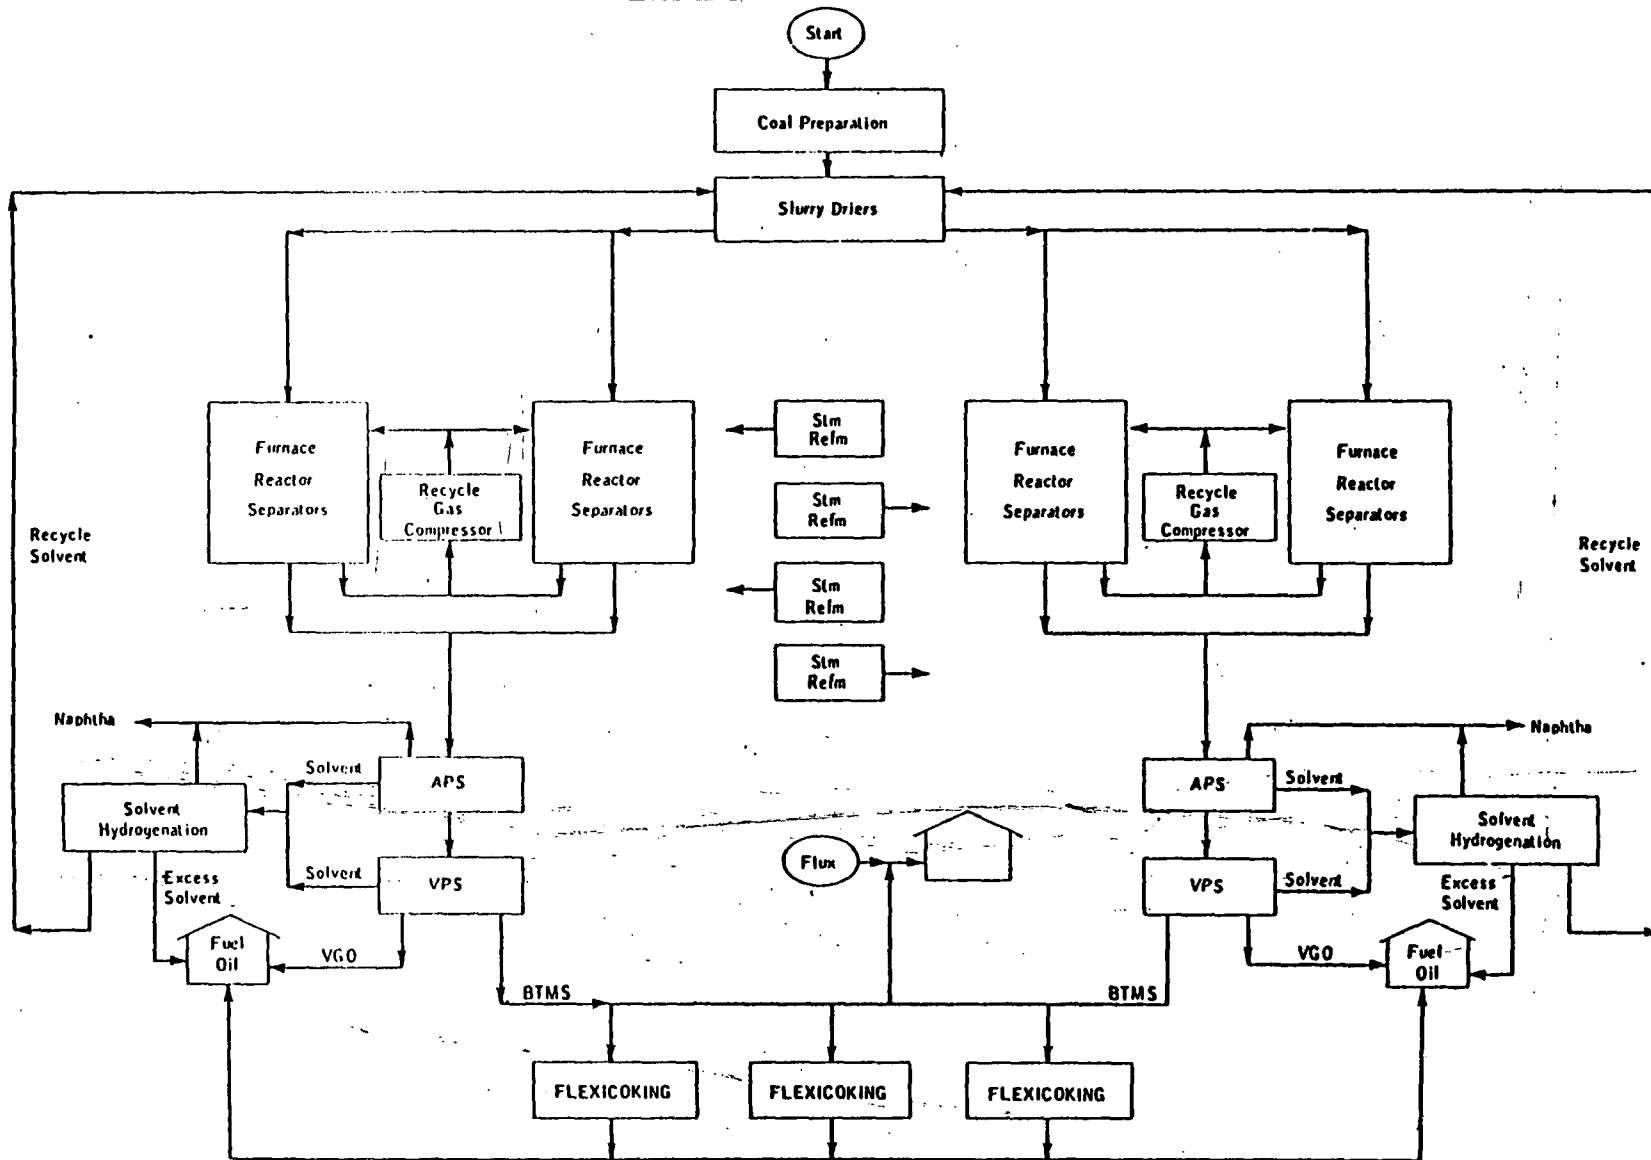 Start
Coal Preparation
Slurry Driers
Furnace
Reactor
Separators
Recycle
Gas
Compressor
Furnace
Reactor
Separators
Stm
Refm
Stm
Refm
Stm
Refm
Stm
Refm
Furnace
Reactor
Separators
Recycle
Gas
Compressor
Furnace
Reactor
Separators
Recycle
Solvent
Recycle
Solvent
Naphtha
Solvent
APS
Solvent
Hydrogenation
Solvent
VPS
Excess
Solvent
Fuel
Oil
VGO
BTMS
Flux
Naphtha
APS
Solvent
Solvent
Hydrogenation
VPS
Solvent
Excess
Solvent
VGO
Fuel
Oil
BTMS
FLEXICOKING
FLEXICOKING
FLEXICOKING